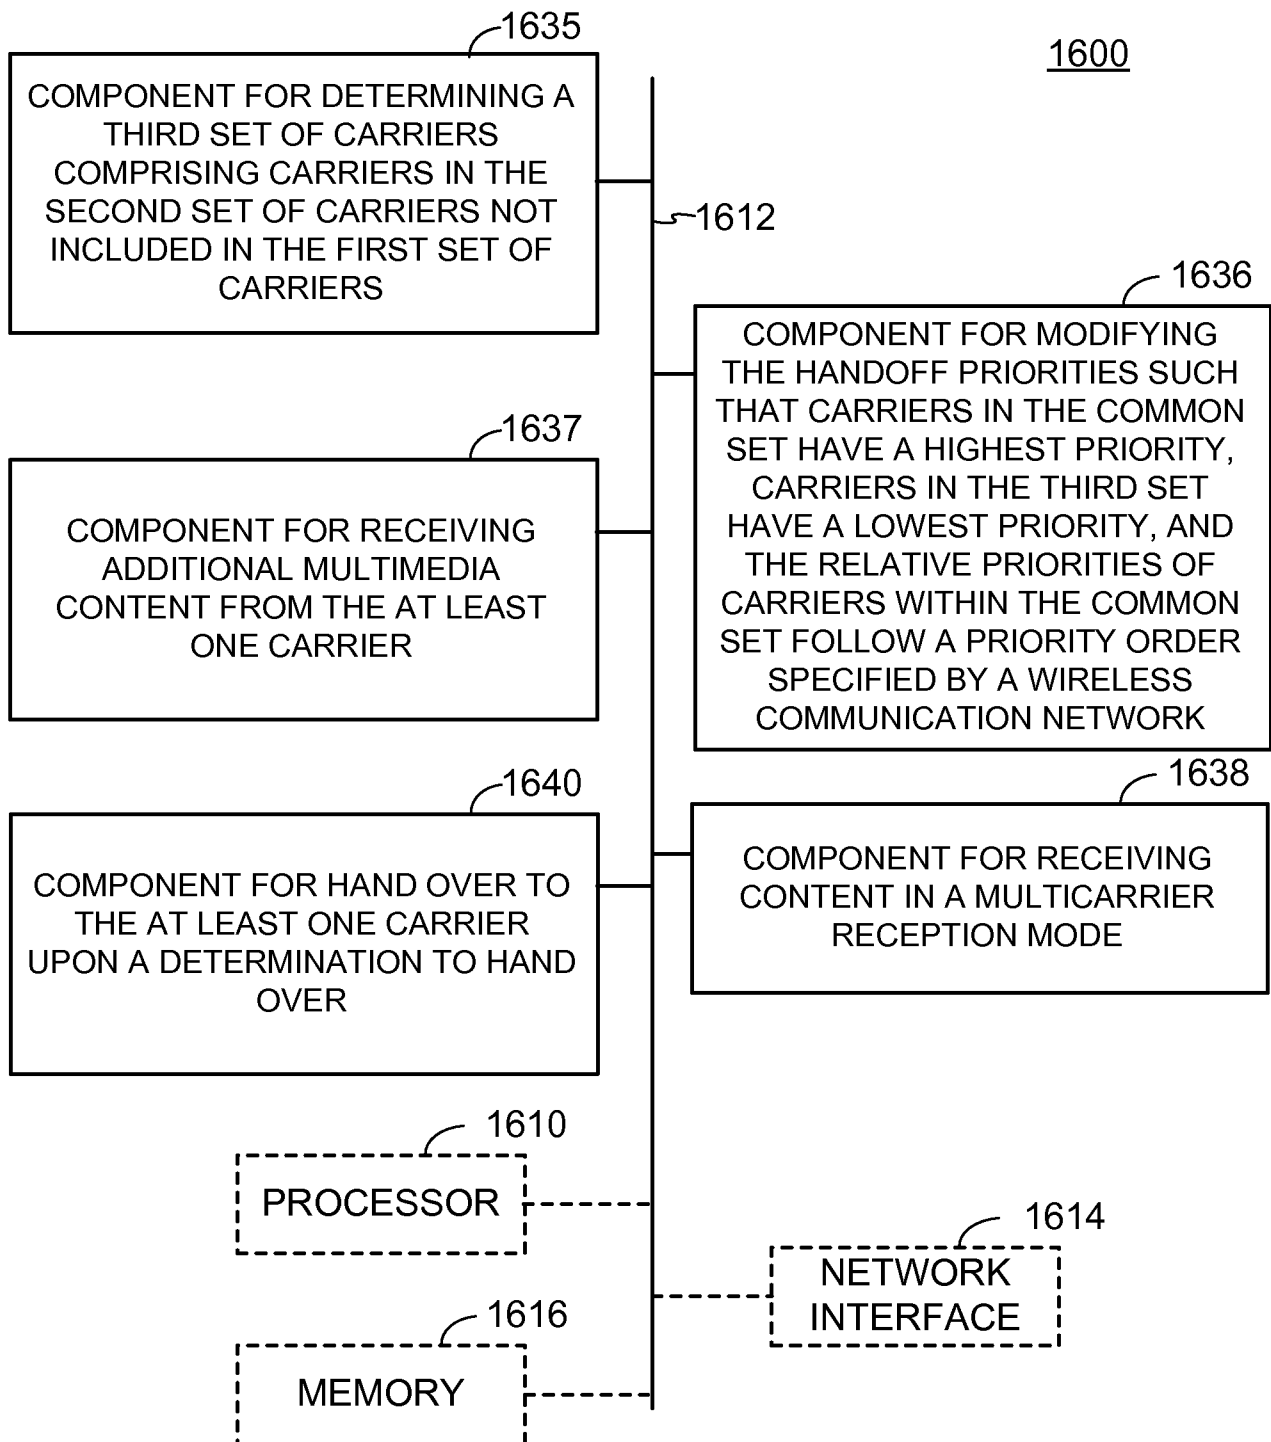 1635
1600
COMPONENT FOR DETERMINING A
THIRD SET OF CARRIERS
COMPRISING CARRIERS IN THE
SECOND SET OF CARRIERS NOT
INCLUDED IN THE FIRST SET OF
CARRIERS
1612
1636
COMPONENT FOR MODIFYING
THE HANDOFF PRIORITIES SUCH
THAT CARRIERS IN THE COMMON
SET HAVE A HIGHEST PRIORITY,
CARRIERS IN THE THIRD SET
HAVE A LOWEST PRIORITY, AND
THE RELATIVE PRIORITIES OF
CARRIERS WITHIN THE COMMON
SET FOLLOW A PRIORITY ORDER
SPECIFIED BY A WIRELESS
COMMUNICATION NETWORK
1637
COMPONENT FOR RECEIVING
ADDITIONAL MULTIMEDIA
CONTENT FROM THE AT LEAST
ONE CARRIER
1640
COMPONENT FOR HAND OVER TO
THE AT LEAST ONE CARRIER
UPON A DETERMINATION TO HAND
OVER
1638
COMPONENT FOR RECEIVING
CONTENT IN A MULTICARRIER
RECEPTION MODE
1610
PROCESSOR
1614
NETWORK
INTERFACE
1616
MEMORY